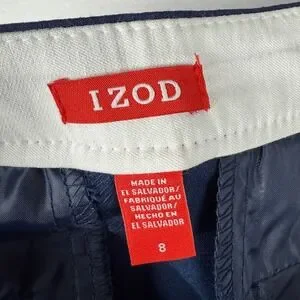 IZOD
MADE IN
EL SALVADOR/
FABRIQUÉ AU
SALVADOR/
HECHO EN
EL SALVADOR
8